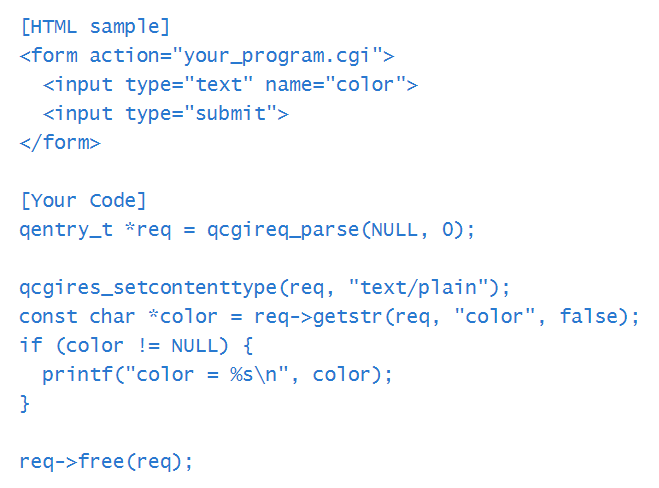 [HTML sample]
<form action="your_program.cgi">
  <input type="text" name="color">
  <input type="submit">
</form>

[Your Code]
qentry_t *req = qcgireq_parse(NULL, 0);

qcgires_setcontenttype(req, "text/plain");
const char *color = req->getstr(req, "color", false);
if (color != NULL) {
  printf("color = %s\n", color);
}

req->free(req);